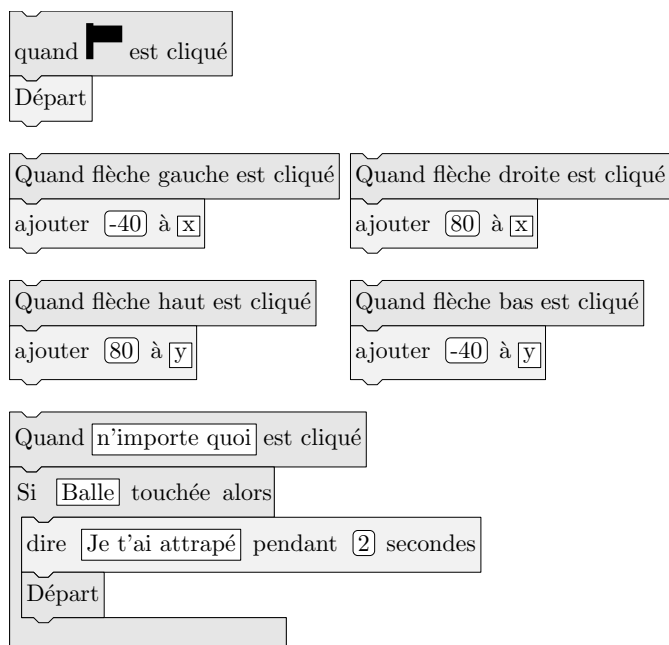 quand est cliqué
Départ
Quand flèche gauche est cliqué
ajouter -40 à x
Quand flèche droite est cliqué
ajouter 80 à x
Quand flèche haut est cliqué
ajouter 80 à y
Quand flèche bas est cliqué
ajouter -40 à y
Quand n'importe quoi est cliqué
Si Balle touchée alors
dire Je t'ai attrapé pendant 2 secondes
Départ